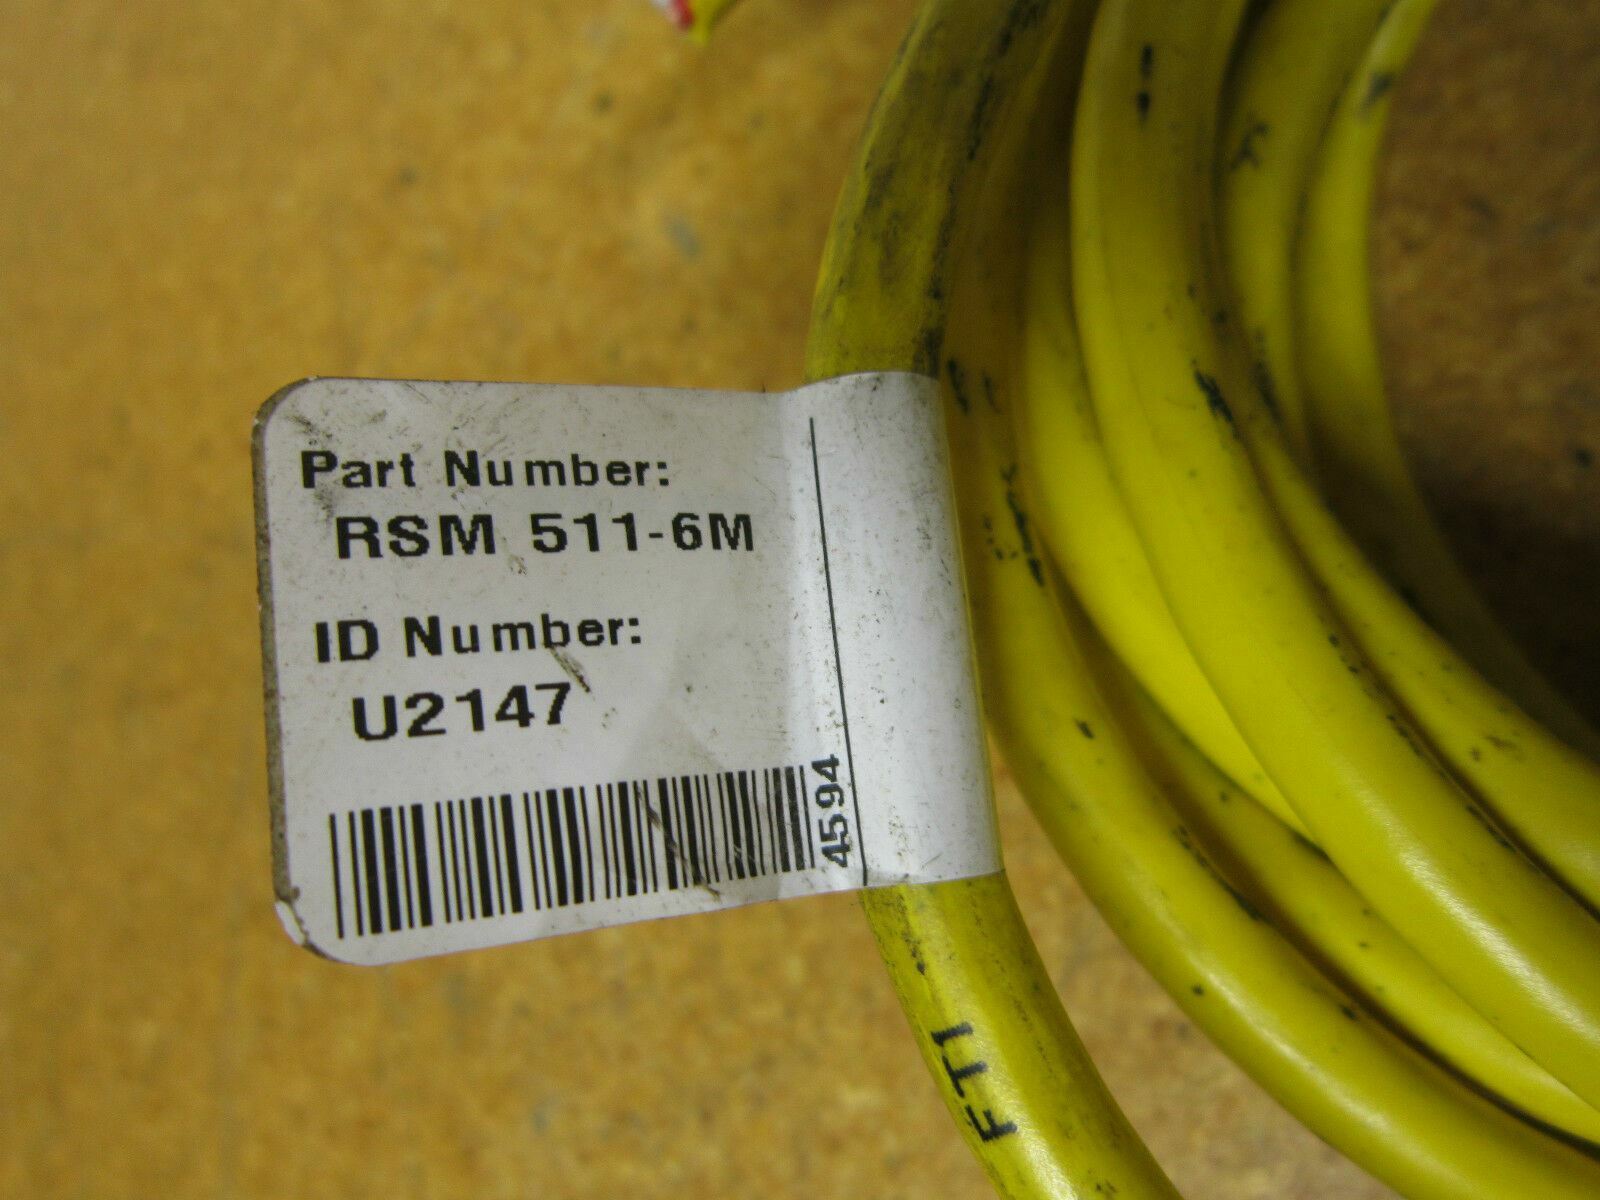 Part Number:
RSM 511-6M
ID Number:
U2147
4594
FTI